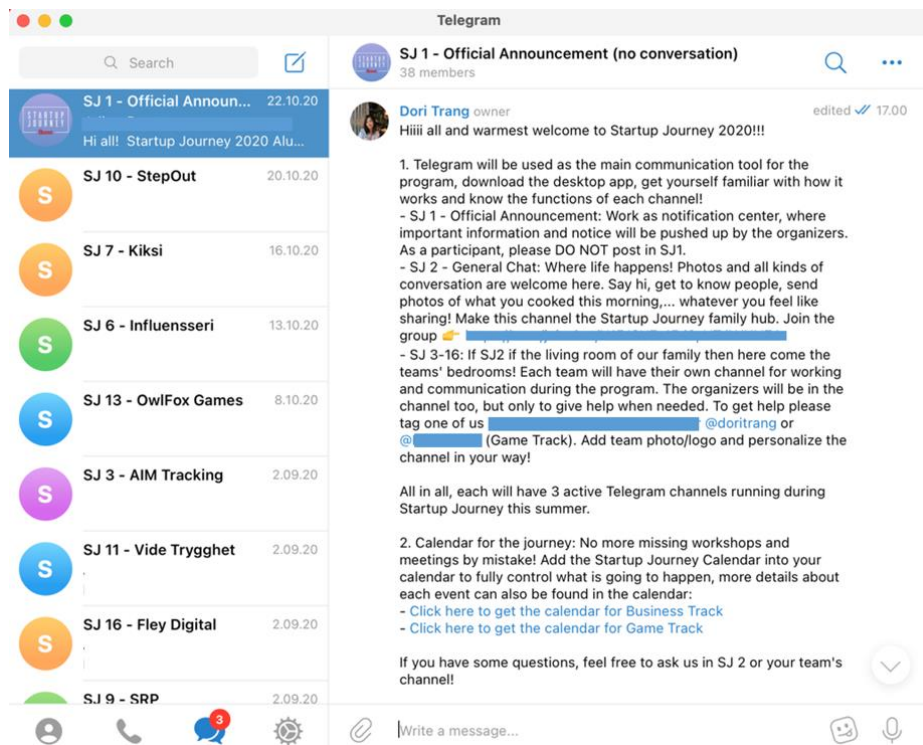 Telegram
Search
SJ 1 - Official Announ... 22.10.20
Hi all! Startup Journey 2020 Alu...
SJ 10 - StepOut 20.10.20
SJ 7 - Kiksi 16.10.20
SJ 6 - Influensseri 13.10.20
SJ 13 - OwlFox Games 8.10.20
SJ 3 - AIM Tracking 2.09.20
SJ 11 - Vide Trygghet 2.09.20
SJ 16 - Fley Digital 2.09.20
SJ 9 - SRP 2.09.20
S
S
S
S
S
S
S
3
SJ 1 - Official Announcement (no conversation)
38 members
Dori Trang owner edited 17.00
Hiiii all and warmest welcome to Startup Journey 2020!!!
1. Telegram will be used as the main communication tool for the
program, download the desktop app, get yourself familiar with how it
works and know the functions of each channel!
- SJ 1 - Official Announcement: Work as notification center, where
important information and notice will be pushed up by the organizers.
As a participant, please DO NOT post in SJ1.
- SJ 2 - General Chat: Where life happens! Photos and all kinds of
conversation are welcome here. Say hi, get to know people, send
photos of what you cooked this morning,... whatever you feel like
sharing! Make this channel the Startup Journey family hub. Join the
group 👉
- SJ 3-16: If SJ2 if the living room of our family then here come the
teams' bedrooms! Each team will have their own channel for working
and communication during the program. The organizers will be in the
channel too, but only to give help when needed. To get help please
tag one of us @doritrang or
@ (Game Track). Add team photo/logo and personalize the
channel in your way!
All in all, each will have 3 active Telegram channels running during
Startup Journey this summer.
2. Calendar for the journey: No more missing workshops and
meetings by mistake! Add the Startup Journey Calendar into your
calendar to fully control what is going to happen, more details about
each event can also be found in the calendar:
- Click here to get the calendar for Business Track
- Click here to get the calendar for Game Track
If you have some questions, feel free to ask us in SJ 2 or your team's
channel!
Write a message...